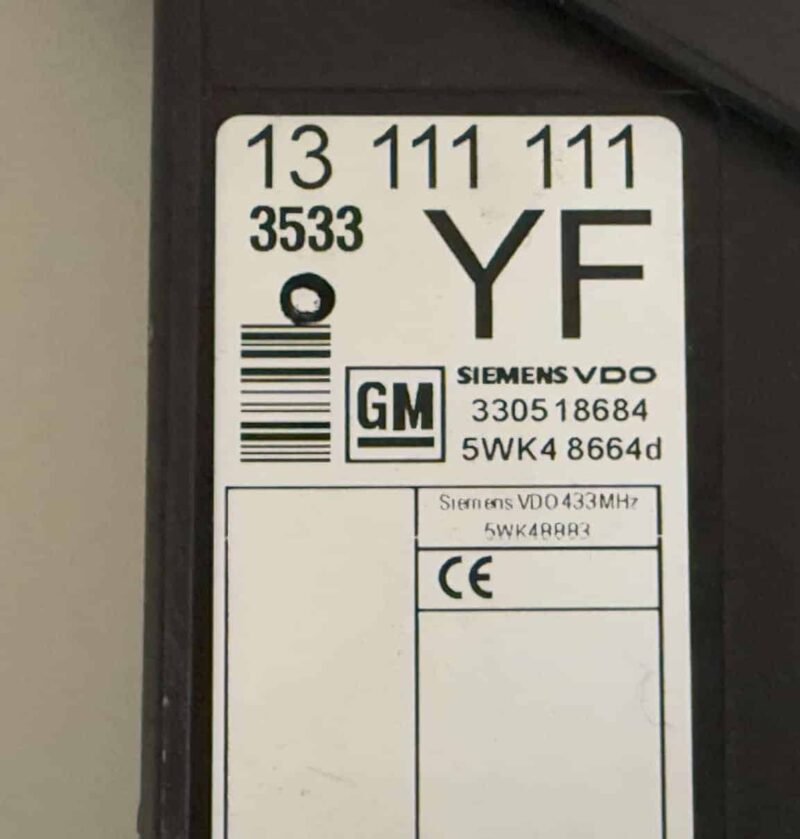 13 111 111
3533
YF
GM
SIEMENS VDO
330518684
5WK4 8664d
Siemens VDO 433MHz
5WK48883
CE